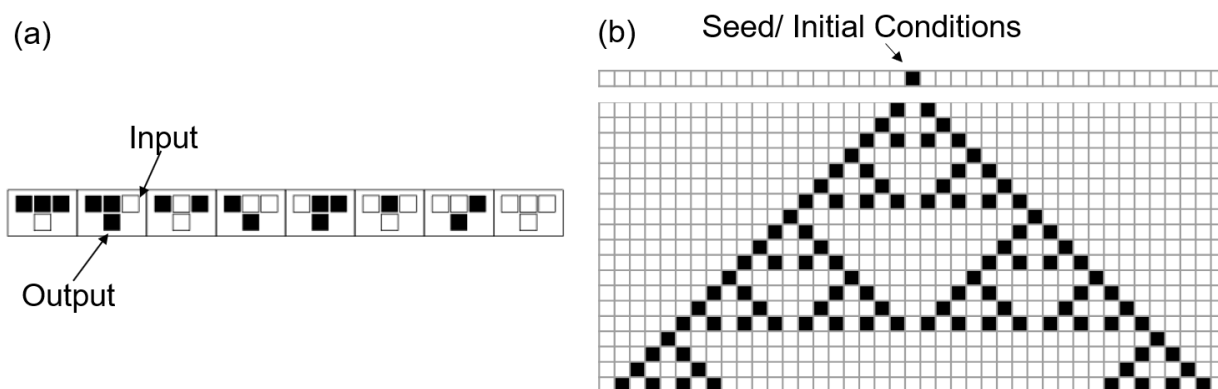 (a)
Input
Output
(b)
Seed/ Initial Conditions